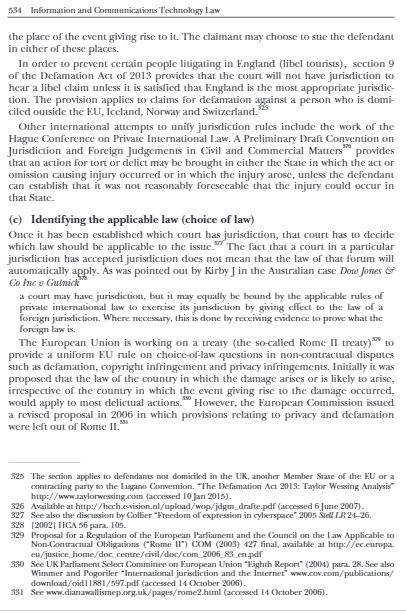 534 Information and Communications Technology Law
the place of the event giving rise to it. The claimant may choose to sue the defendant
in either of these places.
In order to prevent certain people litigating in England (libel tourists), section 9
of the Defamation Act of 2013 provides that the court will not have jurisdiction to
hear a libel claim unless it is satisfied that England is the most appropriate jurisdic-
tion. The provision applies to claims for defamation against a person who is domi-
ciled outside the EU, Iceland, Norway and Switzerland.325
Other international attempts to unify jurisdiction rules include the work of the
Hague Conference on Private International Law. A Preliminary Draft Convention on
Jurisdiction and Foreign Judgements in Civil and Commercial Matters326 provides
that an action for tort or delict may be brought in either the State in which the act or
omission causing injury occurred or in which the injury arose, unless the defendant
can establish that it was not reasonably foreseeable that the injury could occur in
that State.
(c) Identifying the applicable law (choice of law)
Once it has been established which court has jurisdiction, that court has to decide
which law should be applicable to the issue.327 The fact that a court in a particular
jurisdiction has accepted jurisdiction does not mean that the law of that forum will
automatically apply. As was pointed out by Kirby J in the Australian case Dow Jones &
Co Inc v Gutnick328
a court may have jurisdiction, but it may equally be bound by the applicable rules of
private international law to exercise its jurisdiction by giving effect to the law of a
foreign jurisdiction. Where necessary, this is done by receiving evidence to prove what the
foreign law is.
The European Union is working on a treaty (the so-called Rome II treaty)329 to
provide a uniform EU rule on choice-of-law questions in non-contractual disputes
such as defamation, copyright infringement and privacy infringements. Initially it was
proposed that the law of the country in which the damage arises or is likely to arise,
irrespective of the country in which the event giving rise to the damage occurred,
would apply to most delictual actions.330 However, the European Commission issued
a revised proposal in 2006 in which provisions relating to privacy and defamation
were left out of Rome II.331
325 The section applies to defendants not domiciled in the UK, another Member State of the EU or a
contracting party to the Lugano Convention. “The Defamation Act 2013: Taylor Wessing Analysis”
http://www.taylorwessing.com (accessed 10 Jan 2015).
326 Available at http://hcch.e-vision.nl/upload/wop/jdgm_drafte.pdf (accessed 6 June 2007).
327 See also the discussion by Collier “Freedom of expression in cyberspace” 2005 Stell LR 24–26.
328 [2002] HCA 56 para. 105.
329 Proposal for a Regulation of the European Parliament and the Council on the Law Applicable to
Non-Contractual Obligations (“Rome II”) COM (2003) 427 final, available at http://ec.europa.
eu/justice_home/doc_centre/civil/doc/com_2006_83_en.pdf
330 See UK Parliament Select Committee on European Union “Eighth Report” (2004) para. 28. See also
Wimmer and Pogoriler “International jurisdiction and the Internet” www.cov.com/publications/
download/oid11881/597.pdf (accessed 14 October 2006).
331 See www.dianawallismep.org.uk/pages/rome2.html (accessed 14 October 2006).